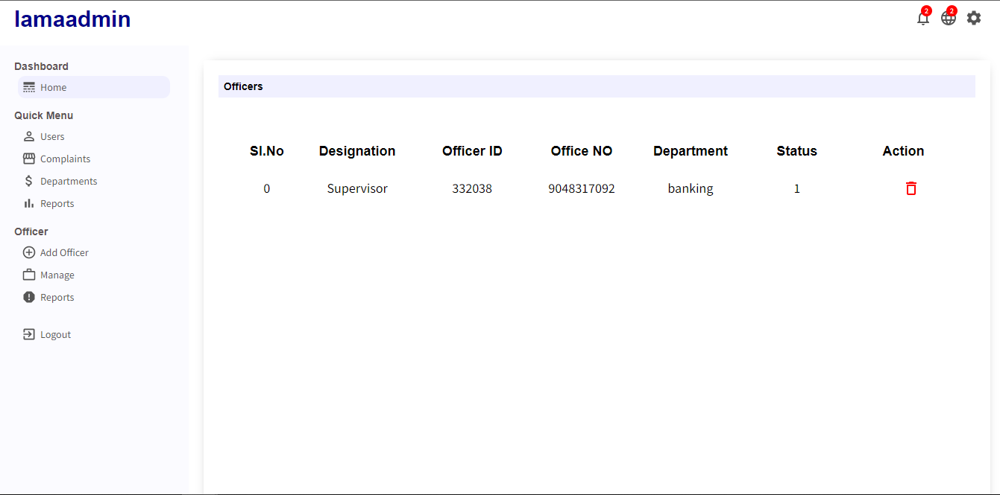 lamaadmin
2
2
Dashboard
Home
Quick Menu
Users
Complaints
Departments
Reports
Officer
Add Officer
Manage
Reports
Logout
Officers
Sl.No Designation Officer ID Office NO Department Status Action
0 Supervisor 332038 9048317092 banking 1